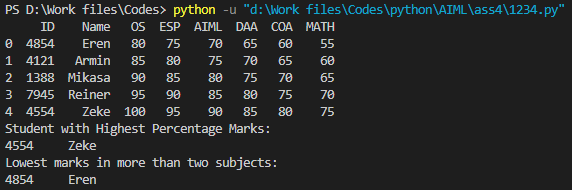 PS D:\Work files\Codes> python -u "d:\Work files\Codes\python\AIML\ass4\1234.py"
     ID    Name   OS  ESP  AIML  DAA  COA  MATH
0  4854    Eren   80   75    70   65   60    55
1  4121   Armin   85   80    75   70   65    60
2  1388  Mikasa   90   85    80   75   70    65
3  7945  Reiner   95   90    85   80   75    70
4  4554    Zeke  100   95    90   85   80    75
Student with Highest Percentage Marks:
4554     Zeke
Lowest marks in more than two subjects:
4854     Eren